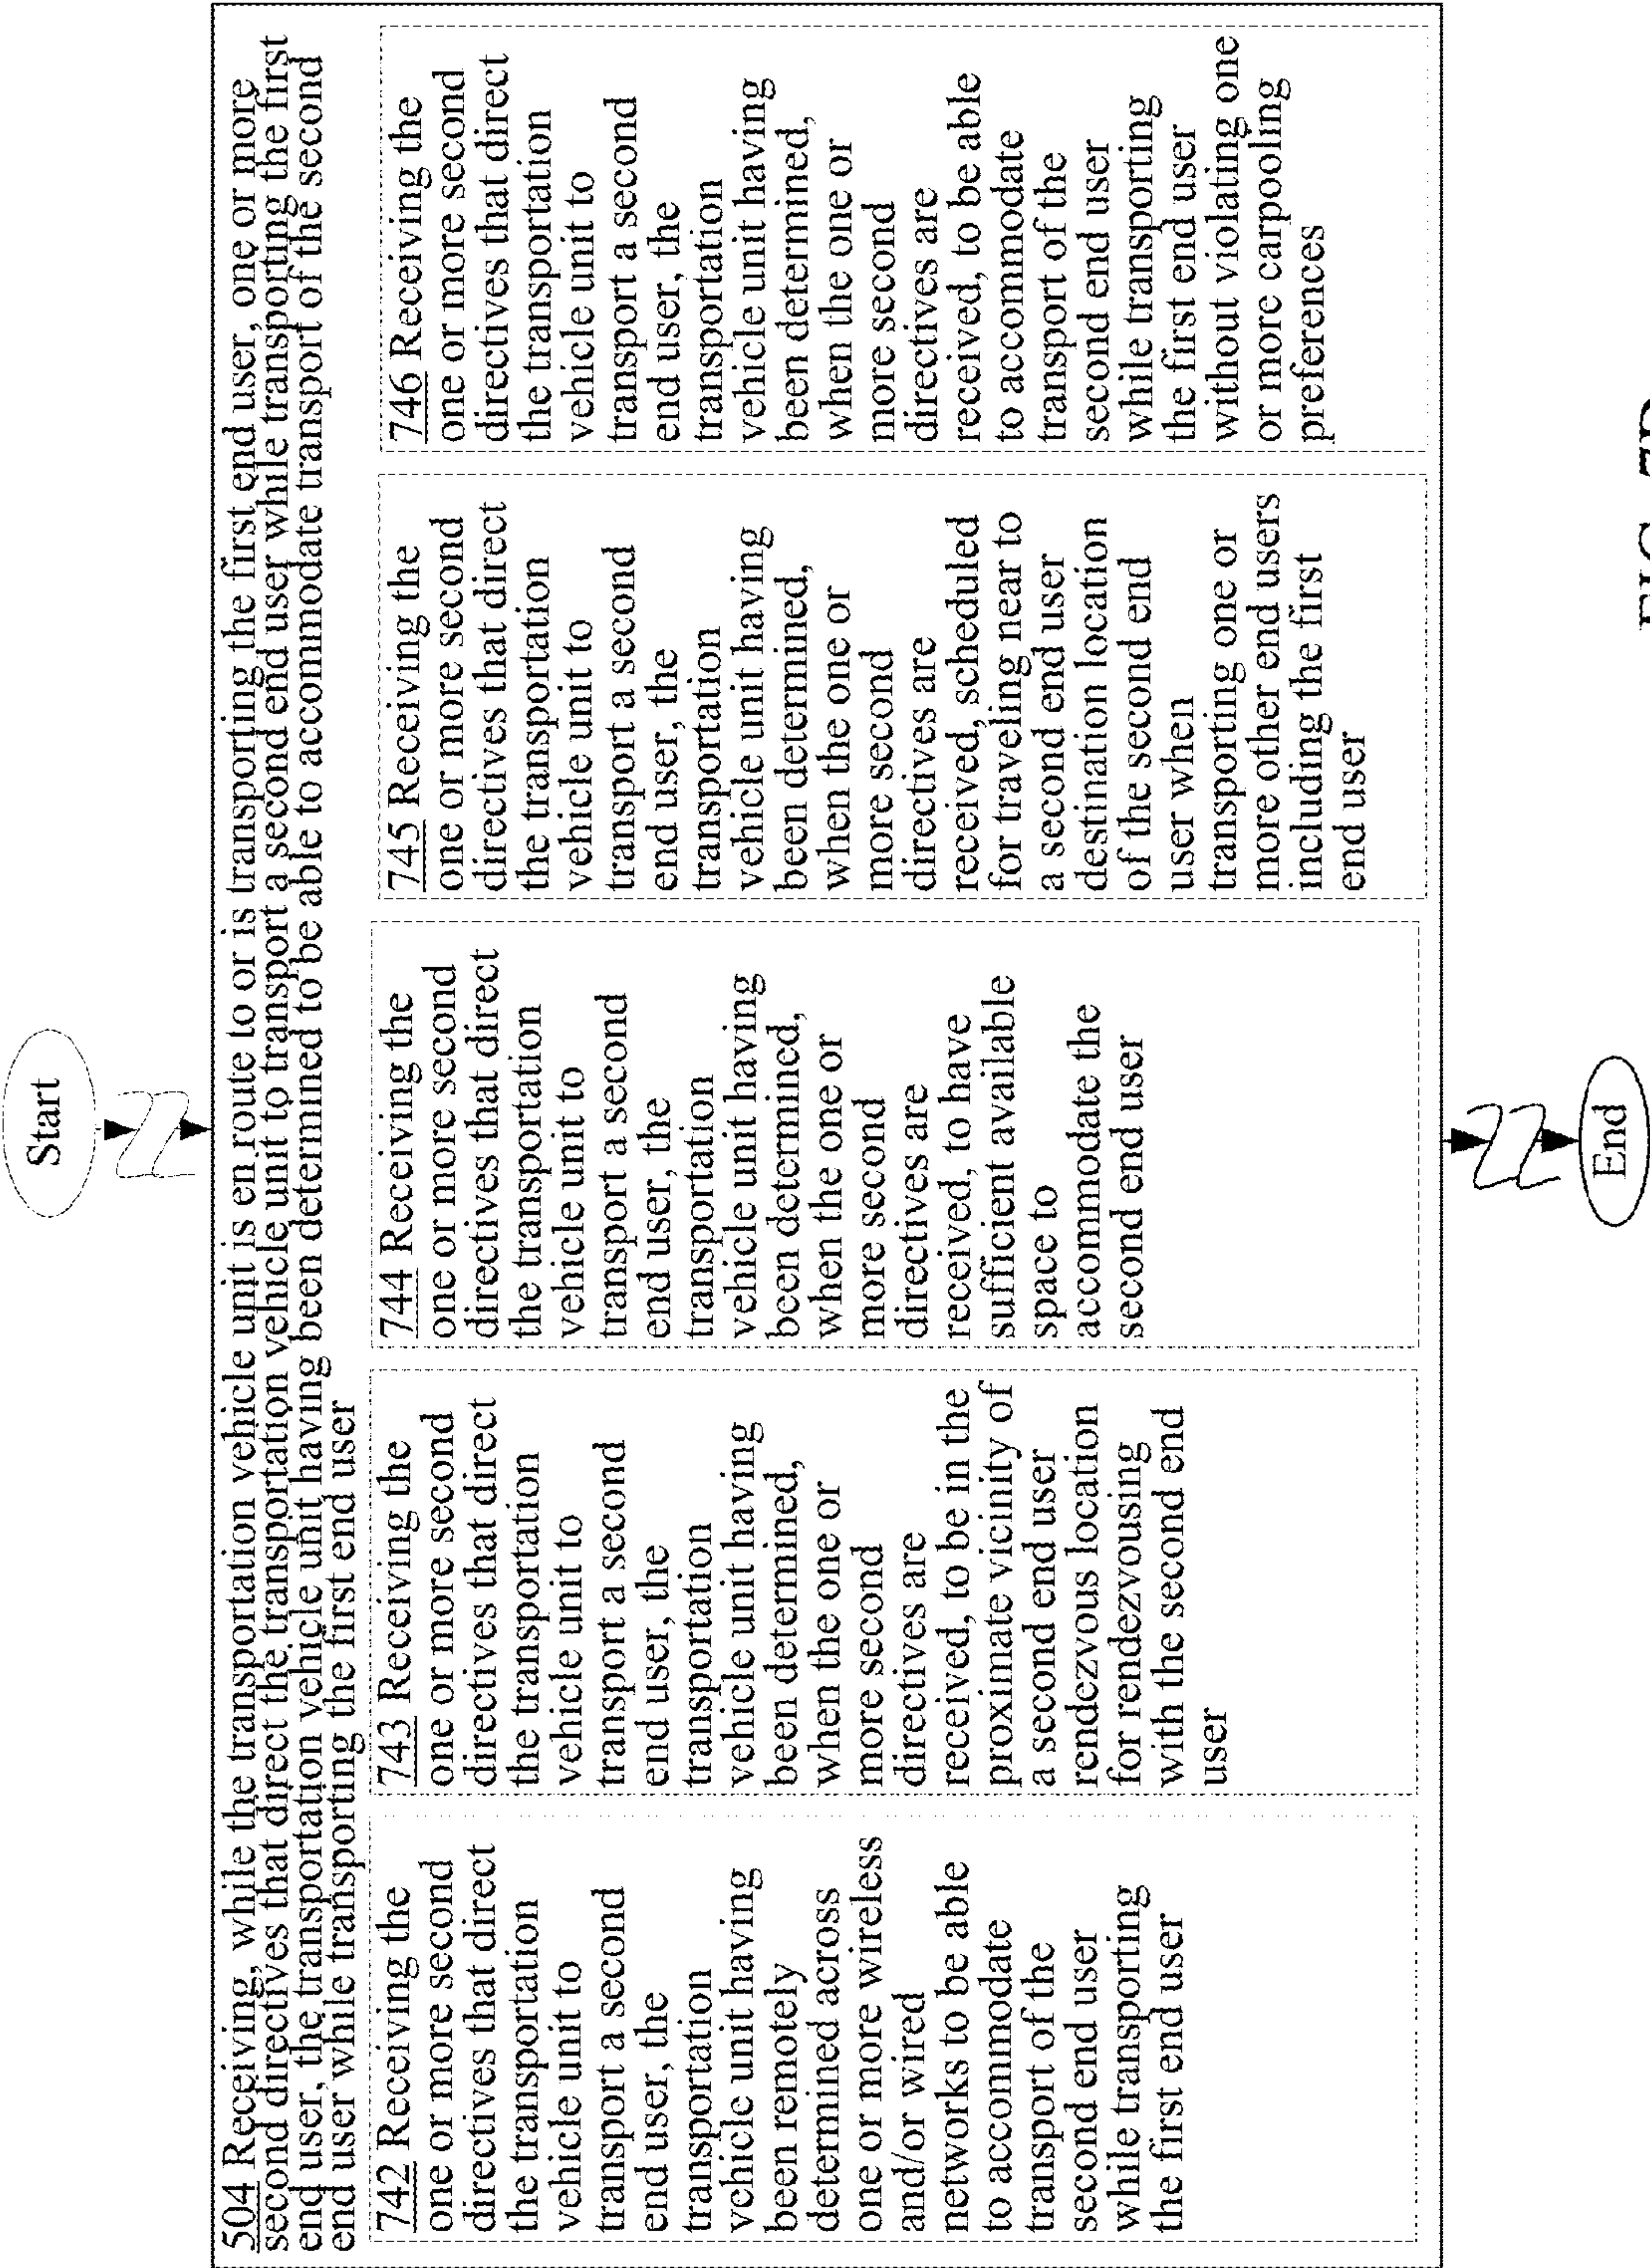 Start
504 Receiving, while the transportation vehicle unit is en route to or is transporting the first end user, one or more
second directives that direct the transportation vehicle unit to transport a second end user while transporting the first
end user, the transportation vehicle unit having been determined to be able to accommodate transport of the second
end user while transporting the first end user
742 Receiving the
one or more second
directives that direct
the transportation
vehicle unit to
transport a second
end user, the
transportation
vehicle unit having
been remotely
determined across
one or more wireless
and/or wired
networks to be able
to accommodate
transport of the
second end user
while transporting
the first end user
743 Receiving the
one or more second
directives that direct
the transportation
vehicle unit to
transport a second
end user, the
transportation
vehicle unit having
been determined,
when the one or
more second
directives are
received, to be in the
proximate vicinity of
a second end user
rendezvous location
for rendezvousing
with the second end
user
744 Receiving the
one or more second
directives that direct
the transportation
vehicle unit to
transport a second
end user, the
transportation
vehicle unit having
been determined,
when the one or
more second
directives are
received, to have
sufficient available
space to
accommodate the
second end user
745 Receiving the
one or more second
directives that direct
the transportation
vehicle unit to
transport a second
end user, the
transportation
vehicle unit having
been determined,
when the one or
more second
directives are
received, scheduled
for traveling near to
a second end user
destination location
of the second end
user when
transporting one or
more other end users
including the first
end user
746 Receiving the
one or more second
directives that direct
the transportation
vehicle unit to
transport a second
end user, the
transportation
vehicle unit having
been determined,
when the one or
more second
directives are
received, to be able
to accommodate
transport of the
second end user
while transporting
the first end user
without violating one
or more carpooling
preferences
End